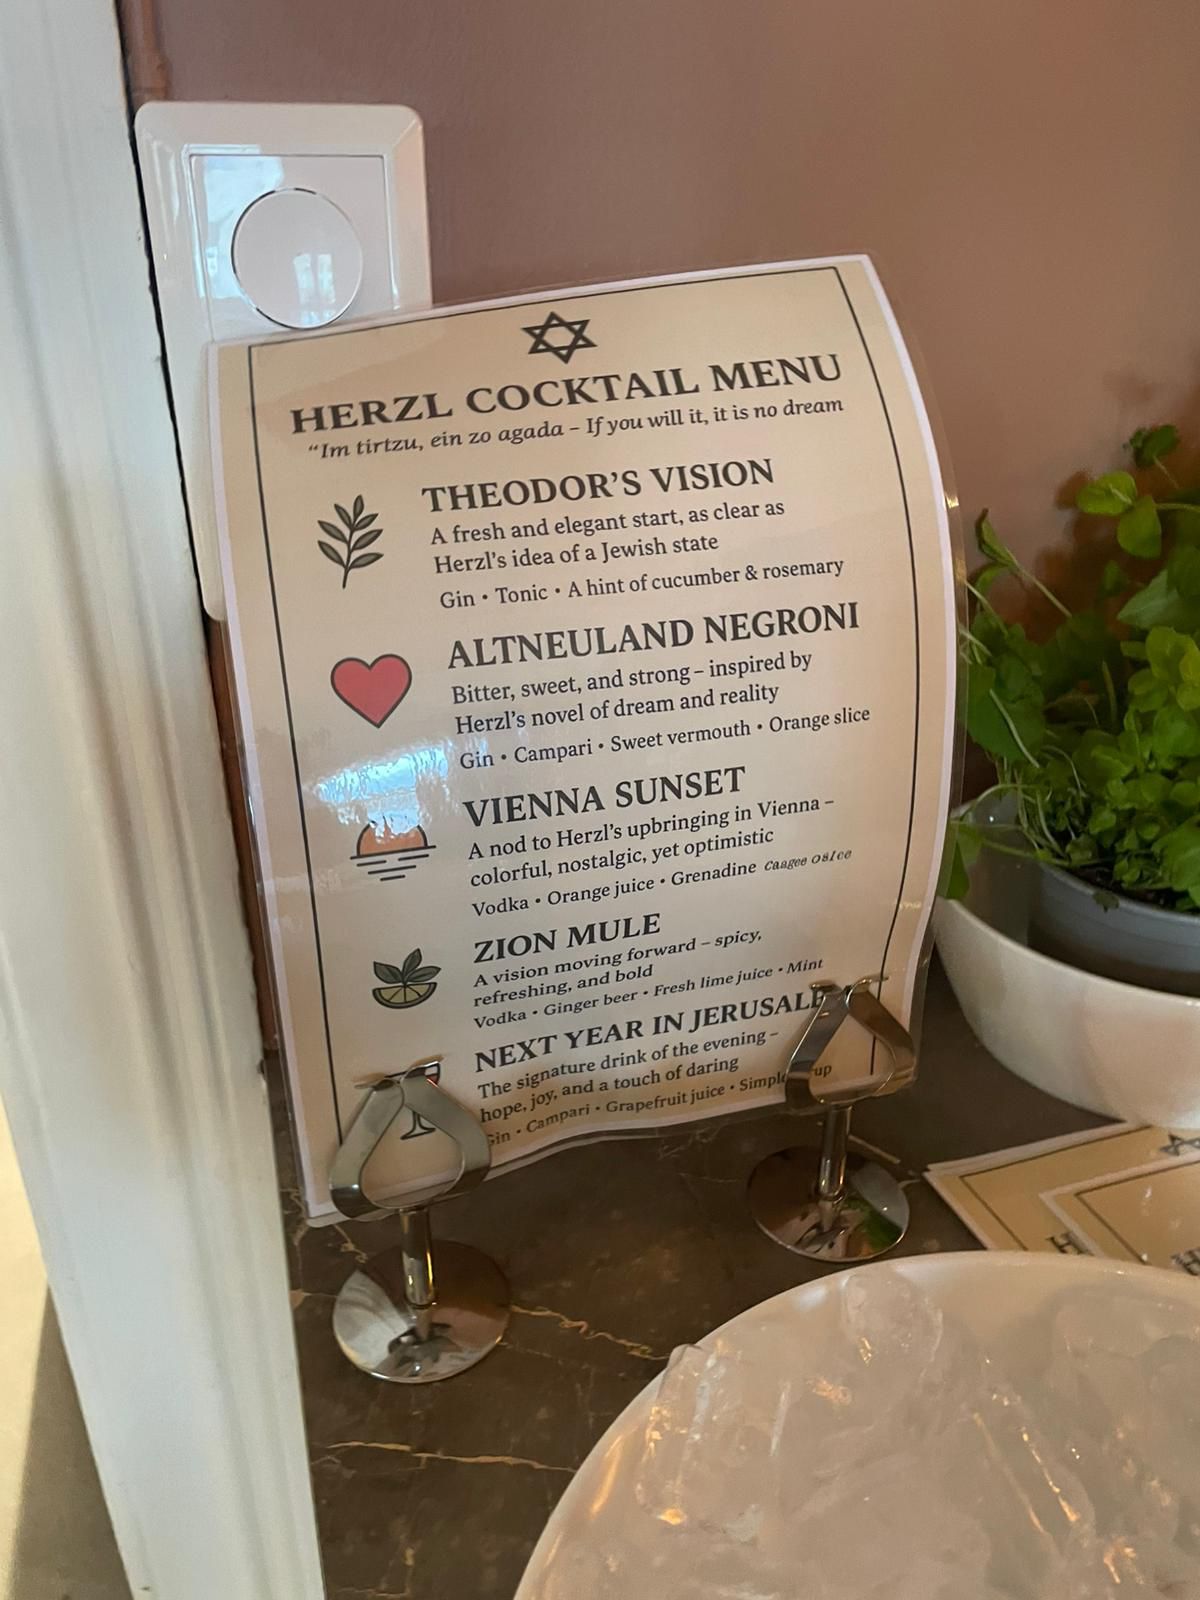 HERZL COCKTAIL MENU
"Im tirtzu, ein zo agada – If you will it, it is no dream
THEODOR'S VISION
A fresh and elegant start, as clear as
Herzl's idea of a Jewish state
Gin • Tonic • A hint of cucumber & rosemary
ALTNEULAND NEGRONI
Bitter, sweet, and strong – inspired by
Herzl's novel of dream and reality
Gin • Campari • Sweet vermouth • Orange slice
VIENNA SUNSET
A nod to Herzl's upbringing in Vienna –
colorful, nostalgic, yet optimistic
Vodka • Orange juice • Grenadine
ZION MULE
A vision moving forward – spicy,
refreshing, and bold
Vodka • Ginger beer • Fresh lime juice • Mint
NEXT YEAR IN JERUSALE
The signature drink of the evening –
hope, joy, and a touch of daring
Gin • Campari • Grapefruit juice • Simple